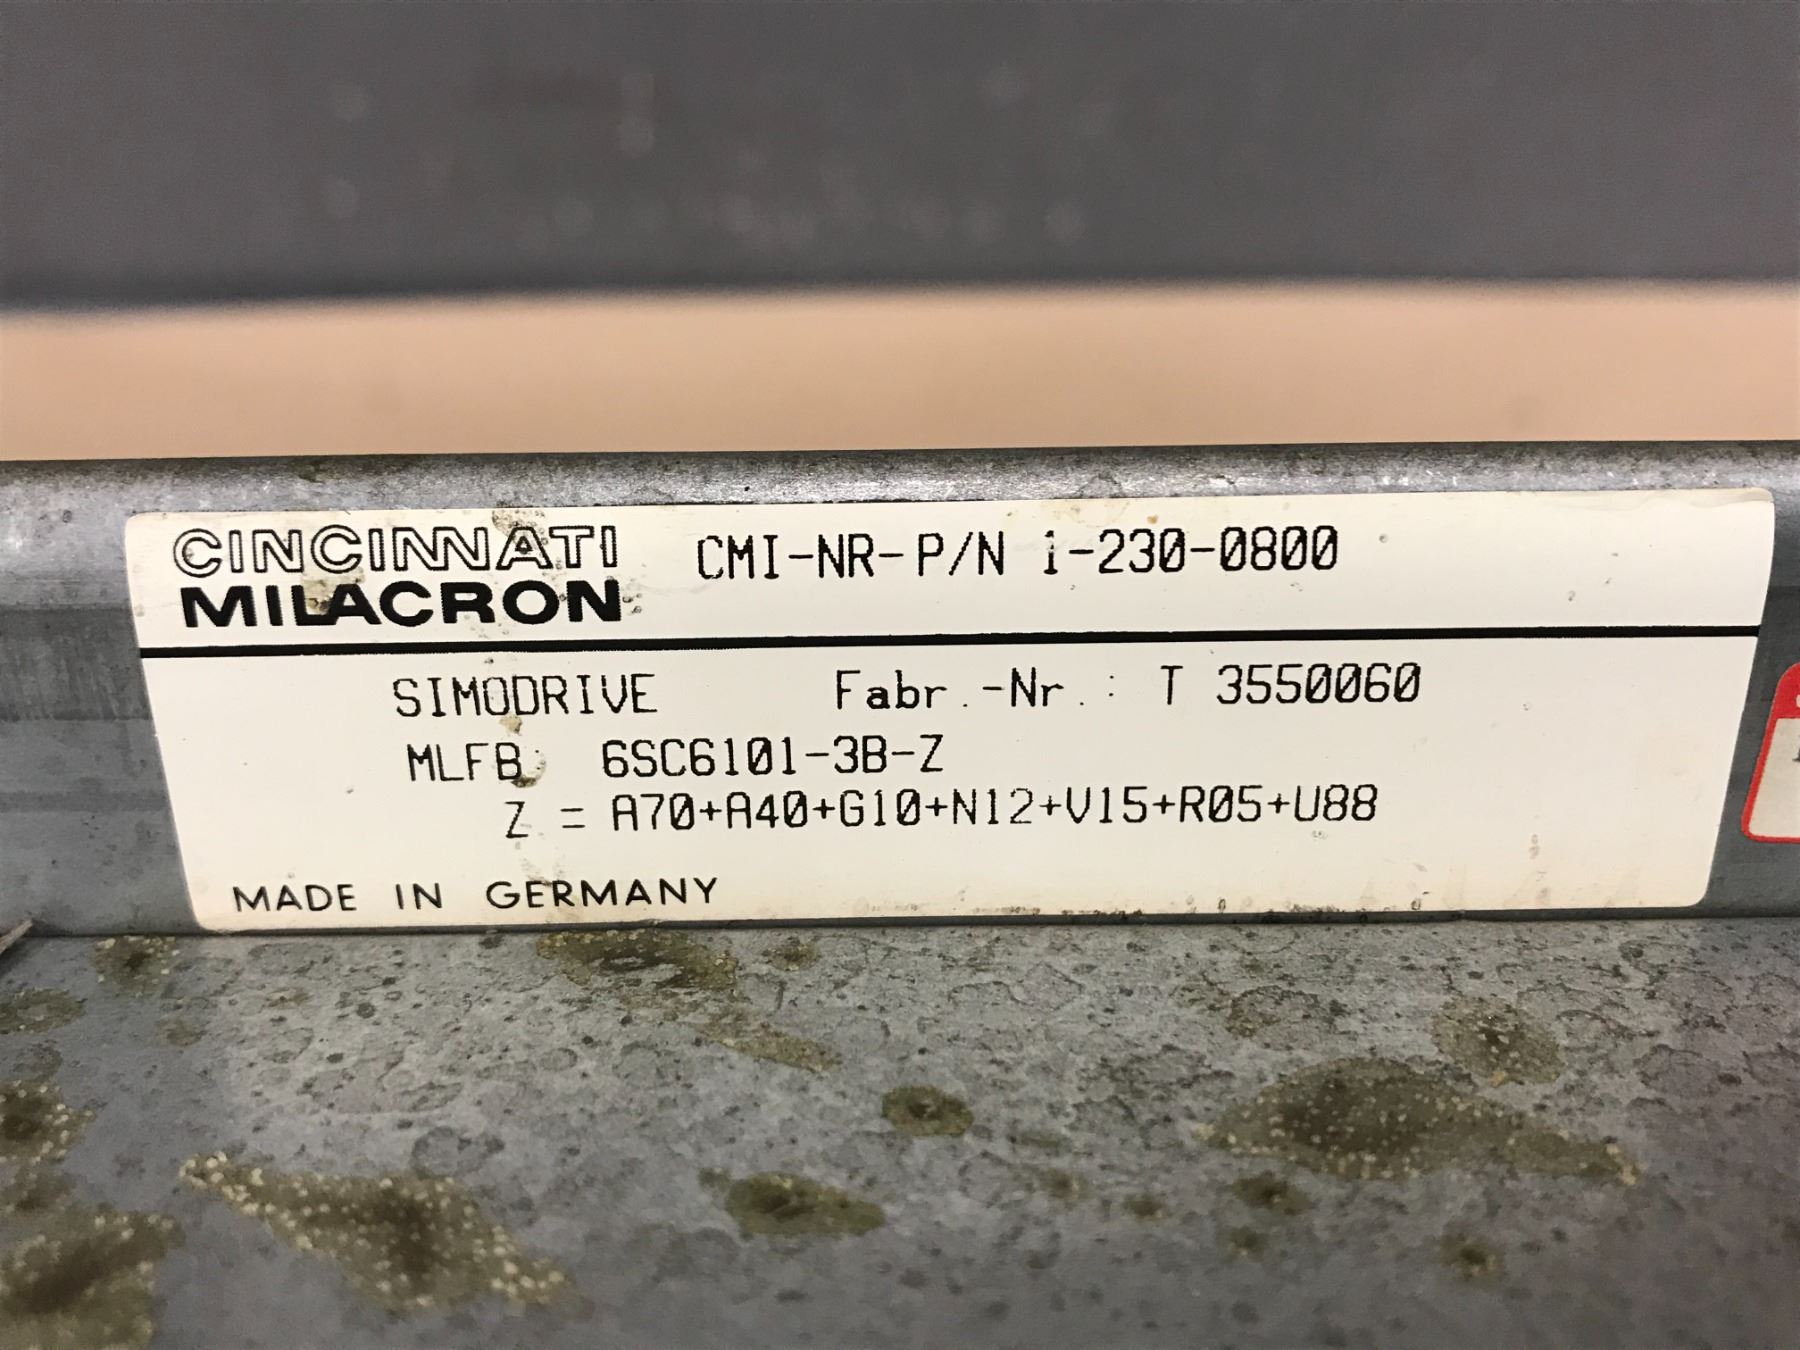 CINCINNATI
MILACRON
CMI-NR-P/N 1-230-0800
SIMODRIVE Fabr.-Nr.: T 3550060
MLFB: 6SC6101-3B-Z
Z = A70+A40+G10+N12+V15+R05+U88
MADE IN GERMANY